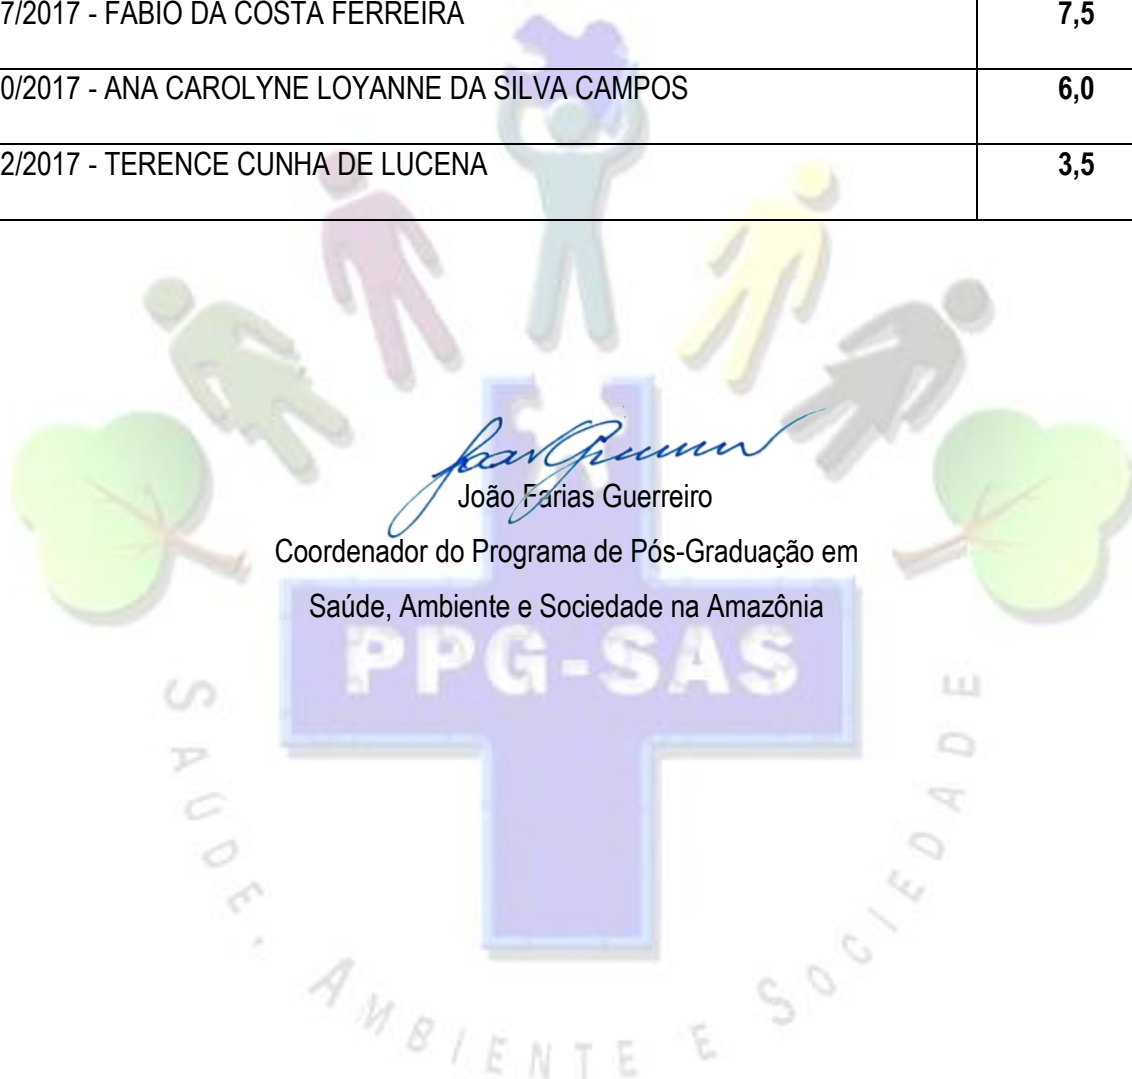 7/2017 - FABIO DA COSTA FERREIRA 7,5
0/2017 - ANA CAROLYNE LOYANNE DA SILVA CAMPOS 6,0
2/2017 - TERENCE CUNHA DE LUCENA 3,5
João Farias Guerreiro
Coordenador do Programa de Pós-Graduação em
Saúde, Ambiente e Sociedade na Amazônia
PPG-SAS
SAÚDE, AMBIENTE E SOCIEDADE